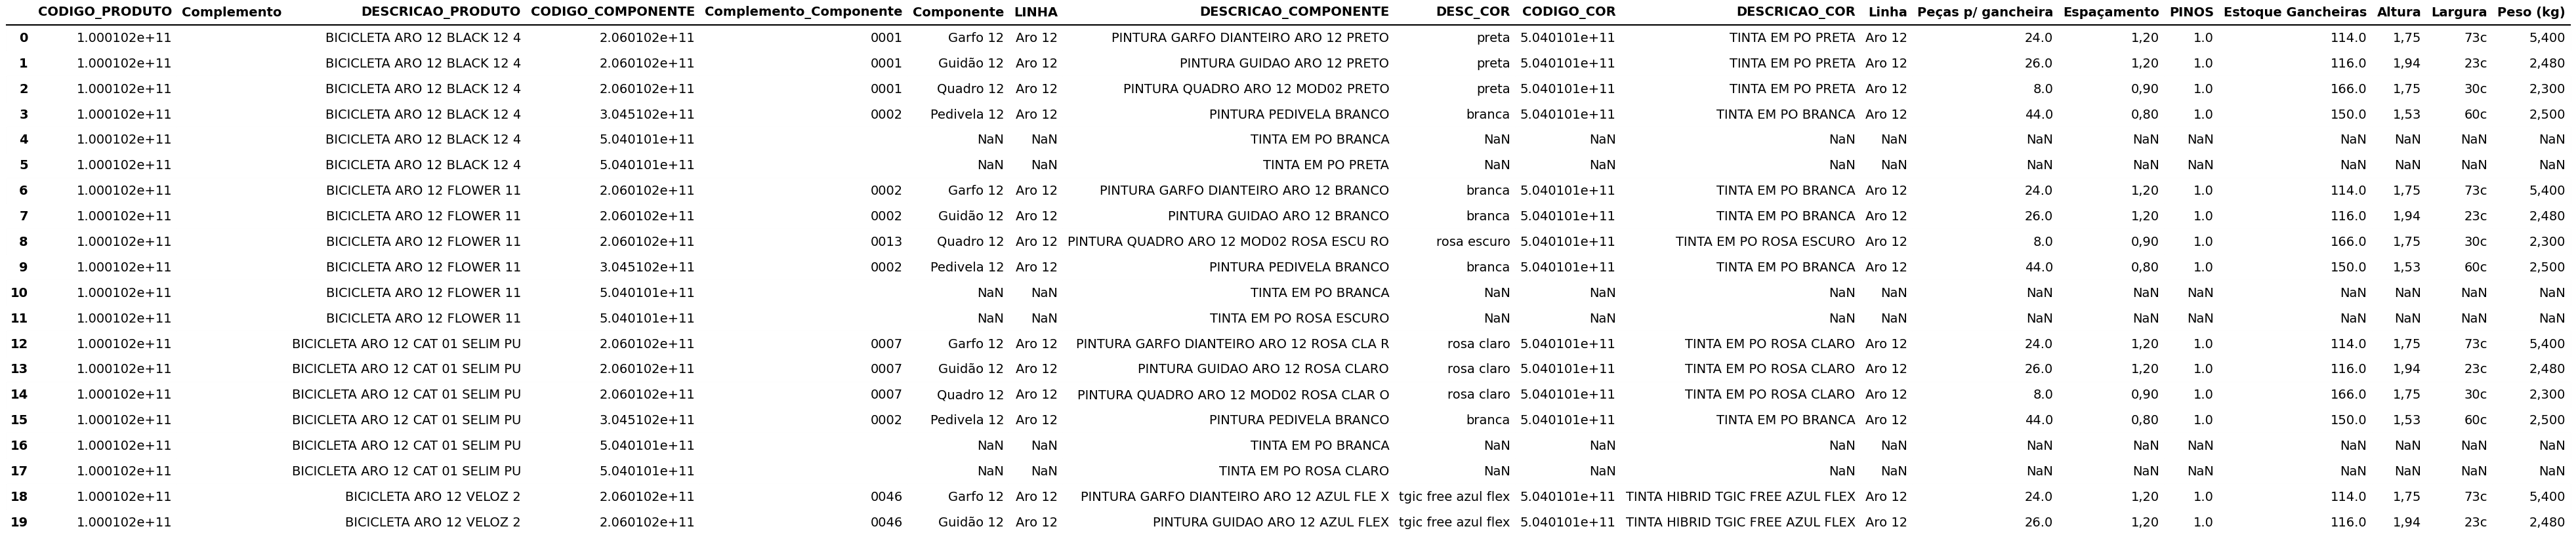 CODIGO_PRODUTO Complemento DESCRICAO_PRODUTO CODIGO_COMPONENTE Complemento_Componente Componente LINHA DESCRICAO_COMPONENTE DESC_COR CODIGO_COR DESCRICAO_COR Linha Peças p/ gancheira Espaçamento PINOS Estoque Gancheiras Altura Largura Peso (kg)
0 1.000102e+11 BICICLETA ARO 12 BLACK 12 4 2.060102e+11 0001 Garfo 12 Aro 12 PINTURA GARFO DIANTEIRO ARO 12 PRETO preta 5.040101e+11 TINTA EM PO PRETA Aro 12 24.0 1,20 1.0 114.0 1,75 73c 5,400
1 1.000102e+11 BICICLETA ARO 12 BLACK 12 4 2.060102e+11 0001 Guidão 12 Aro 12 PINTURA GUIDAO ARO 12 PRETO preta 5.040101e+11 TINTA EM PO PRETA Aro 12 26.0 1,20 1.0 116.0 1,94 23c 2,480
2 1.000102e+11 BICICLETA ARO 12 BLACK 12 4 2.060102e+11 0001 Quadro 12 Aro 12 PINTURA QUADRO ARO 12 MOD02 PRETO preta 5.040101e+11 TINTA EM PO PRETA Aro 12 8.0 0,90 1.0 166.0 1,75 30c 2,300
3 1.000102e+11 BICICLETA ARO 12 BLACK 12 4 3.045102e+11 0002 Pedivela 12 Aro 12 PINTURA PEDIVELA BRANCO branca 5.040101e+11 TINTA EM PO BRANCA Aro 12 44.0 0,80 1.0 150.0 1,53 60c 2,500
4 1.000102e+11 BICICLETA ARO 12 BLACK 12 4 5.040101e+11 NaN NaN TINTA EM PO BRANCA NaN NaN NaN NaN NaN NaN NaN NaN NaN NaN NaN
5 1.000102e+11 BICICLETA ARO 12 BLACK 12 4 5.040101e+11 NaN NaN TINTA EM PO PRETA NaN NaN NaN NaN NaN NaN NaN NaN NaN NaN NaN
6 1.000102e+11 BICICLETA ARO 12 FLOWER 11 2.060102e+11 0002 Garfo 12 Aro 12 PINTURA GARFO DIANTEIRO ARO 12 BRANCO branca 5.040101e+11 TINTA EM PO BRANCA Aro 12 24.0 1,20 1.0 114.0 1,75 73c 5,400
7 1.000102e+11 BICICLETA ARO 12 FLOWER 11 2.060102e+11 0002 Guidão 12 Aro 12 PINTURA GUIDAO ARO 12 BRANCO branca 5.040101e+11 TINTA EM PO BRANCA Aro 12 26.0 1,20 1.0 116.0 1,94 23c 2,480
8 1.000102e+11 BICICLETA ARO 12 FLOWER 11 2.060102e+11 0013 Quadro 12 Aro 12 PINTURA QUADRO ARO 12 MOD02 ROSA ESCU RO rosa escuro 5.040101e+11 TINTA EM PO ROSA ESCURO Aro 12 8.0 0,90 1.0 166.0 1,75 30c 2,300
9 1.000102e+11 BICICLETA ARO 12 FLOWER 11 3.045102e+11 0002 Pedivela 12 Aro 12 PINTURA PEDIVELA BRANCO branca 5.040101e+11 TINTA EM PO BRANCA Aro 12 44.0 0,80 1.0 150.0 1,53 60c 2,500
10 1.000102e+11 BICICLETA ARO 12 FLOWER 11 5.040101e+11 NaN NaN TINTA EM PO BRANCA NaN NaN NaN NaN NaN NaN NaN NaN NaN NaN NaN
11 1.000102e+11 BICICLETA ARO 12 FLOWER 11 5.040101e+11 NaN NaN TINTA EM PO ROSA ESCURO NaN NaN NaN NaN NaN NaN NaN NaN NaN NaN NaN
12 1.000102e+11 BICICLETA ARO 12 CAT 01 SELIM PU 2.060102e+11 0007 Garfo 12 Aro 12 PINTURA GARFO DIANTEIRO ARO 12 ROSA CLA R rosa claro 5.040101e+11 TINTA EM PO ROSA CLARO Aro 12 24.0 1,20 1.0 114.0 1,75 73c 5,400
13 1.000102e+11 BICICLETA ARO 12 CAT 01 SELIM PU 2.060102e+11 0007 Guidão 12 Aro 12 PINTURA GUIDAO ARO 12 ROSA CLARO rosa claro 5.040101e+11 TINTA EM PO ROSA CLARO Aro 12 26.0 1,20 1.0 116.0 1,94 23c 2,480
14 1.000102e+11 BICICLETA ARO 12 CAT 01 SELIM PU 2.060102e+11 0007 Quadro 12 Aro 12 PINTURA QUADRO ARO 12 MOD02 ROSA CLAR O rosa claro 5.040101e+11 TINTA EM PO ROSA CLARO Aro 12 8.0 0,90 1.0 166.0 1,75 30c 2,300
15 1.000102e+11 BICICLETA ARO 12 CAT 01 SELIM PU 3.045102e+11 0002 Pedivela 12 Aro 12 PINTURA PEDIVELA BRANCO branca 5.040101e+11 TINTA EM PO BRANCA Aro 12 44.0 0,80 1.0 150.0 1,53 60c 2,500
16 1.000102e+11 BICICLETA ARO 12 CAT 01 SELIM PU 5.040101e+11 NaN NaN TINTA EM PO BRANCA NaN NaN NaN NaN NaN NaN NaN NaN NaN NaN NaN
17 1.000102e+11 BICICLETA ARO 12 CAT 01 SELIM PU 5.040101e+11 NaN NaN TINTA EM PO ROSA CLARO NaN NaN NaN NaN NaN NaN NaN NaN NaN NaN NaN
18 1.000102e+11 BICICLETA ARO 12 VELOZ 2 2.060102e+11 0046 Garfo 12 Aro 12 PINTURA GARFO DIANTEIRO ARO 12 AZUL FLE X tgic free azul flex 5.040101e+11 TINTA HIBRID TGIC FREE AZUL FLEX Aro 12 24.0 1,20 1.0 114.0 1,75 73c 5,400
19 1.000102e+11 BICICLETA ARO 12 VELOZ 2 2.060102e+11 0046 Guidão 12 Aro 12 PINTURA GUIDAO ARO 12 AZUL FLEX tgic free azul flex 5.040101e+11 TINTA HIBRID TGIC FREE AZUL FLEX Aro 12 26.0 1,20 1.0 116.0 1,94 23c 2,480